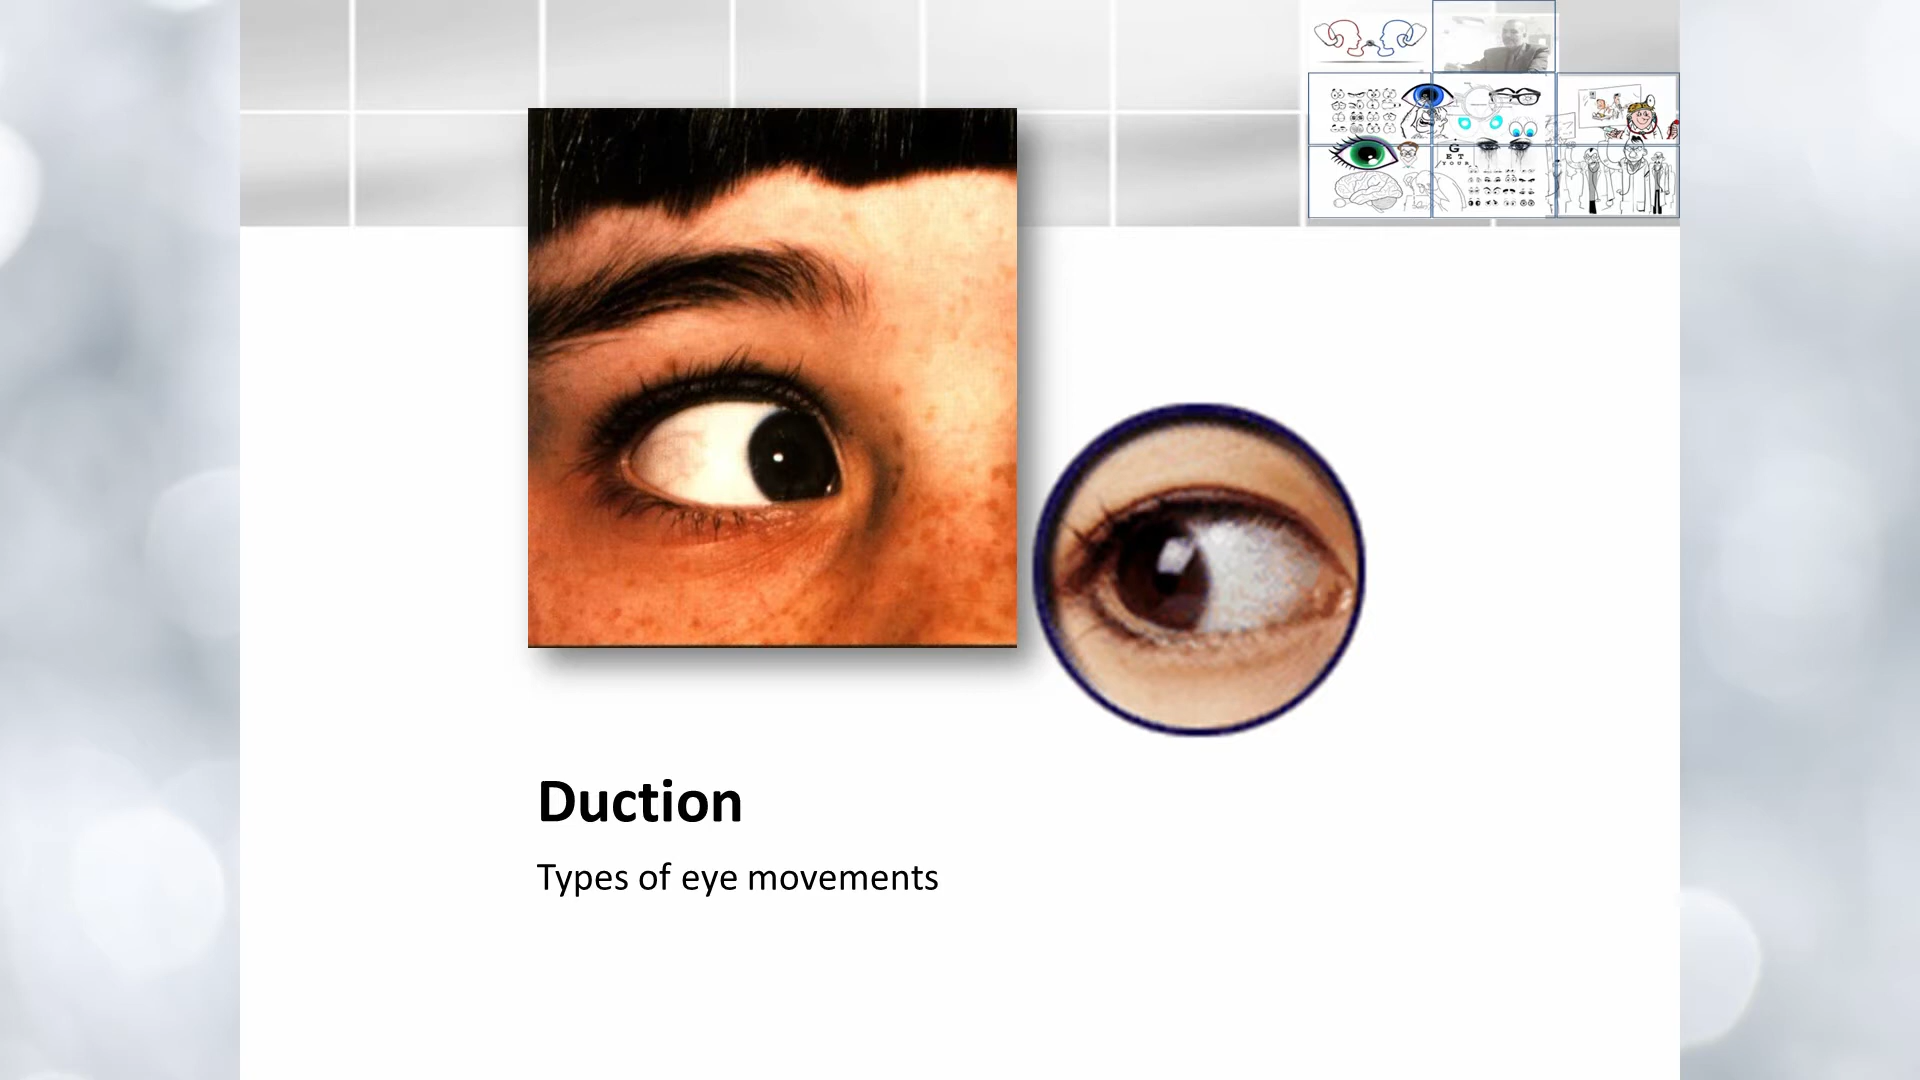 G
E T
Y O U R
Duction
Types of eye movements